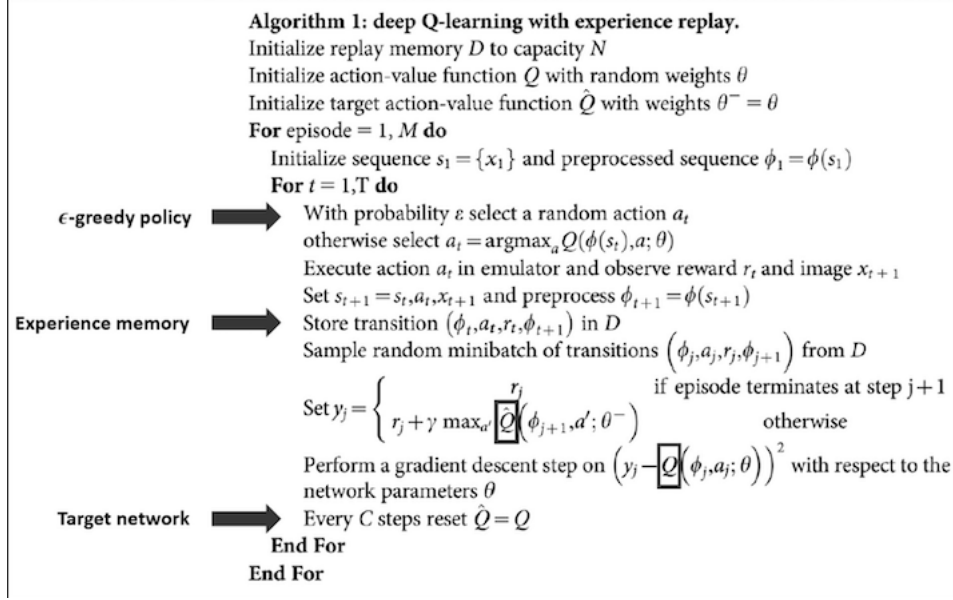 Algorithm 1: deep Q-learning with experience replay.
Initialize replay memory D to capacity N
Initialize action-value function Q with random weights θ
Initialize target action-value function Q̂ with weights θ⁻ = θ
For episode = 1, M do
Initialize sequence s₁ = {x₁} and preprocessed sequence ϕ₁ = ϕ(s₁)
For t = 1,T do
ϵ-greedy policy With probability ε select a random action aₜ
otherwise select aₜ = argmaxₐ Q(ϕ(sₜ),a; θ)
Execute action aₜ in emulator and observe reward rₜ and image xₜ₊₁
Set sₜ₊₁ = sₜ,aₜ,xₜ₊₁ and preprocess ϕₜ₊₁ = ϕ(sₜ₊₁)
Experience memory Store transition (ϕₜ,aₜ,rₜ,ϕₜ₊₁) in D
Sample random minibatch of transitions (ϕⱼ,aⱼ,rⱼ,ϕⱼ₊₁) from D
Set yⱼ = { rⱼ if episode terminates at step j+1
rⱼ + γ maxₐ′ Q̂(ϕⱼ₊₁,a′; θ⁻) otherwise
Perform a gradient descent step on (yⱼ − Q(ϕⱼ,aⱼ; θ))² with respect to the
network parameters θ
Target network Every C steps reset Q̂ = Q
End For
End For